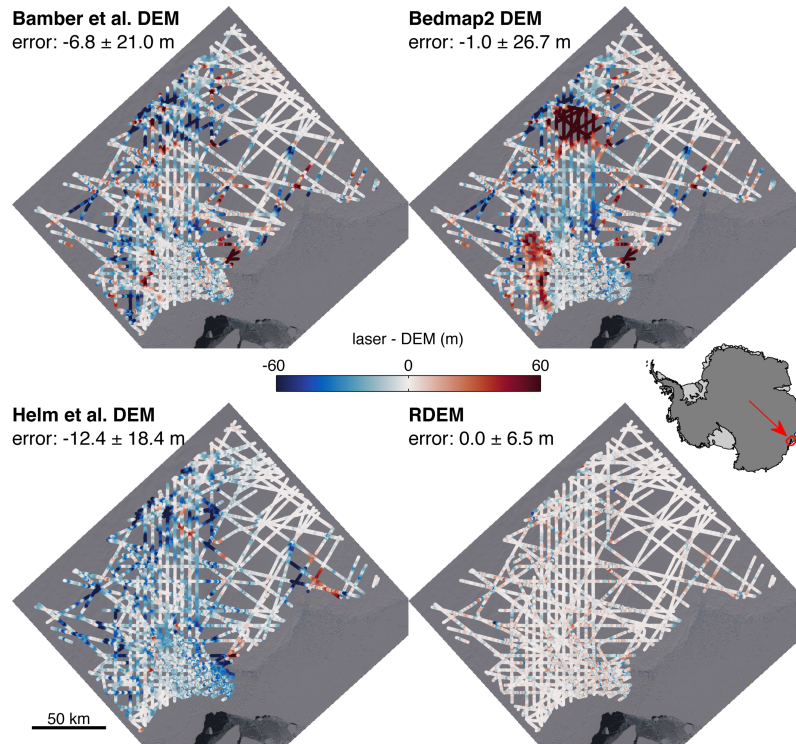 Bamber et al. DEM
error: -6.8 ± 21.0 m
Bedmap2 DEM
error: -1.0 ± 26.7 m
laser - DEM (m)
-60 0 60
Helm et al. DEM
error: -12.4 ± 18.4 m
RDEM
error: 0.0 ± 6.5 m
50 km